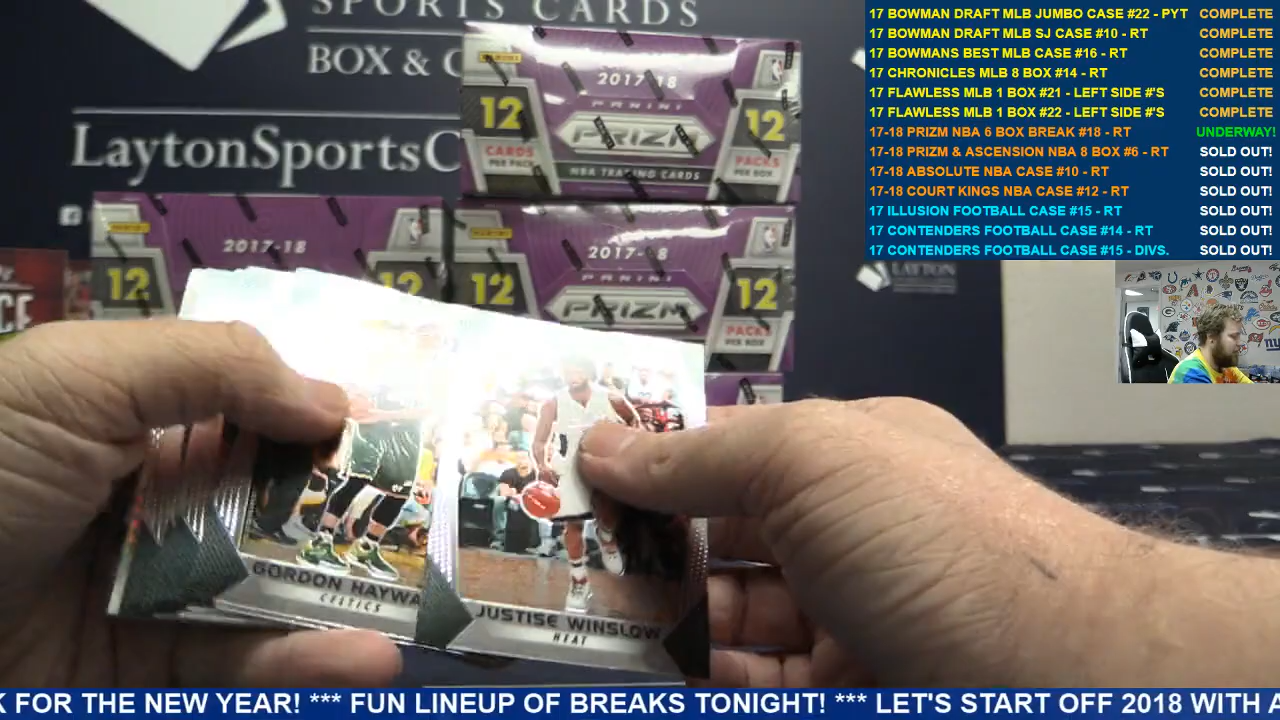 SPORTS CARDS
BOX & C
LaytonSportsC
2017-18
PANINI
PRIZM
NBA TRADING CARDS
12
CARDS
PER PACK
12
PACKS
PER BOX
2017-18
12
2017-18
PANINI
PRIZM
12
12
PACKS
PER BOX
LAYTON
GORDON HAYWA
CELTICS
JUSTISE WINSLOW
HEAT
17 BOWMAN DRAFT MLB JUMBO CASE #22 - PYT COMPLETE
17 BOWMAN DRAFT MLB SJ CASE #10 - RT COMPLETE
17 BOWMANS BEST MLB CASE #16 - RT COMPLETE
17 CHRONICLES MLB 8 BOX #14 - RT COMPLETE
17 FLAWLESS MLB 1 BOX #21 - LEFT SIDE #'S COMPLETE
17 FLAWLESS MLB 1 BOX #22 - LEFT SIDE #'S COMPLETE
17-18 PRIZM NBA 6 BOX BREAK #18 - RT UNDERWAY!
17-18 PRIZM & ASCENSION NBA 8 BOX #6 - RT SOLD OUT!
17-18 ABSOLUTE NBA CASE #10 - RT SOLD OUT!
17-18 COURT KINGS NBA CASE #12 - RT SOLD OUT!
17 ILLUSION FOOTBALL CASE #15 - RT SOLD OUT!
17 CONTENDERS FOOTBALL CASE #14 - RT SOLD OUT!
17 CONTENDERS FOOTBALL CASE #15 - DIVS. SOLD OUT!
K FOR THE NEW YEAR! *** FUN LINEUP OF BREAKS TONIGHT! *** LET'S START OFF 2018 WITH A